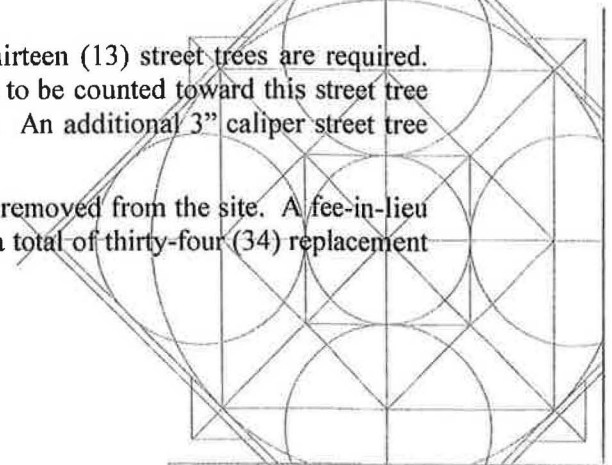 irteen (13) street trees are required.
to be counted toward this street tree
An additional 3” caliper street tree
removed from the site. A fee-in-lieu
total of thirty-four (34) replacement